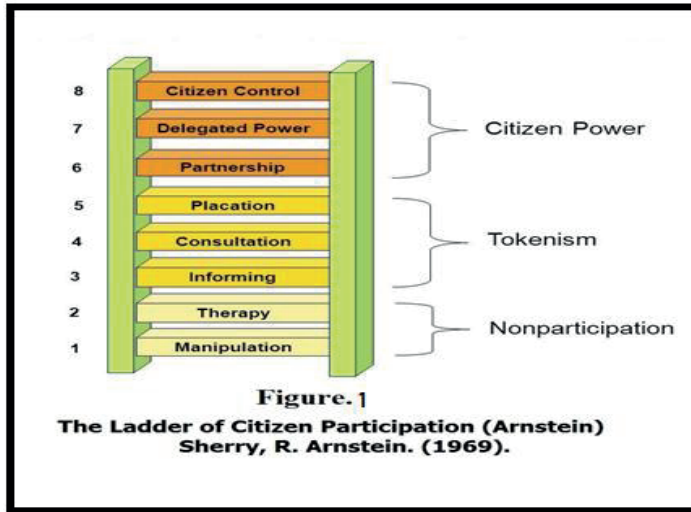 8 Citizen Control
7 Delegated Power
6 Partnership
Citizen Power
5 Placation
4 Consultation
3 Informing
Tokenism
2 Therapy
1 Manipulation
Nonparticipation
Figure. 1
The Ladder of Citizen Participation (Arnstein)
Sherry, R. Arnstein. (1969).